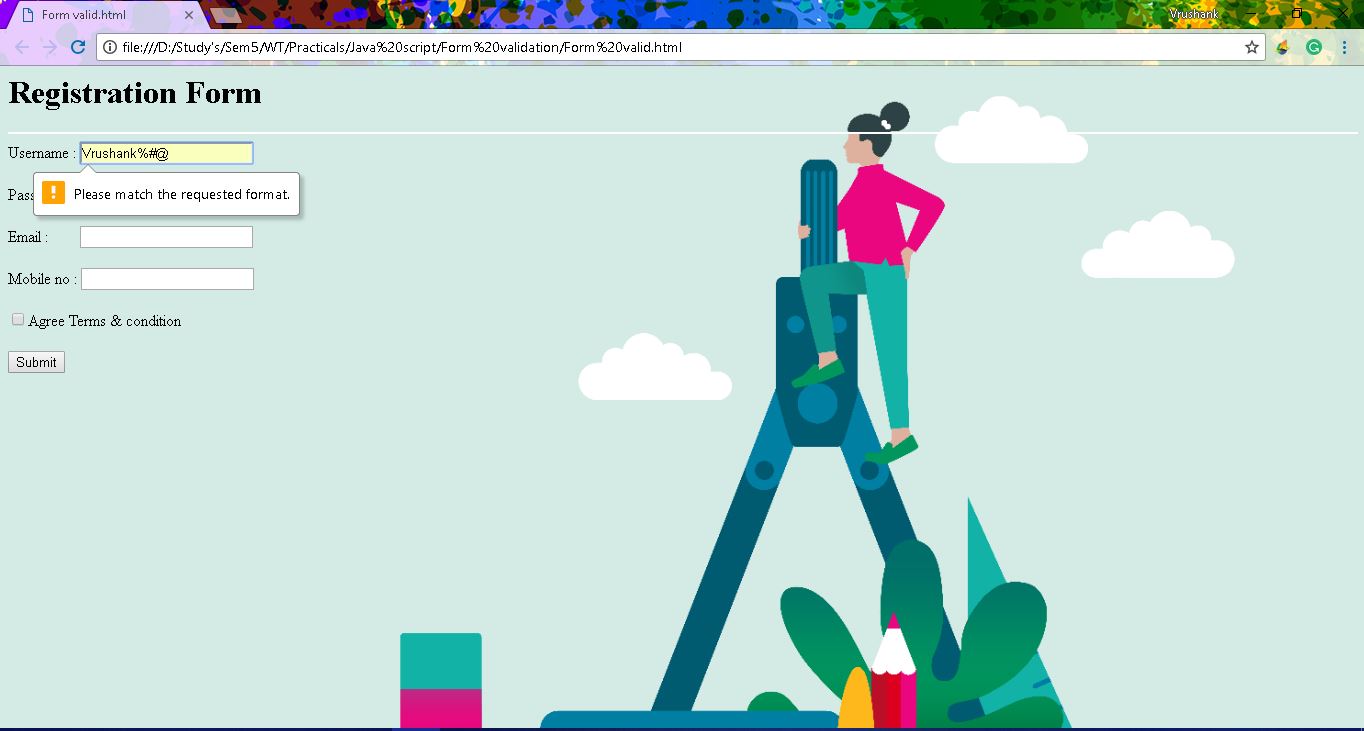 Form valid.html
Vrushank
file:///D:/Study's/Sem5/WT/Practicals/Java%20script/Form%20validation/Form%20valid.html
Registration Form
Username : Vrushank%#@
Please match the requested format.
Pass
Email :
Mobile no :
Agree Terms & condition
Submit